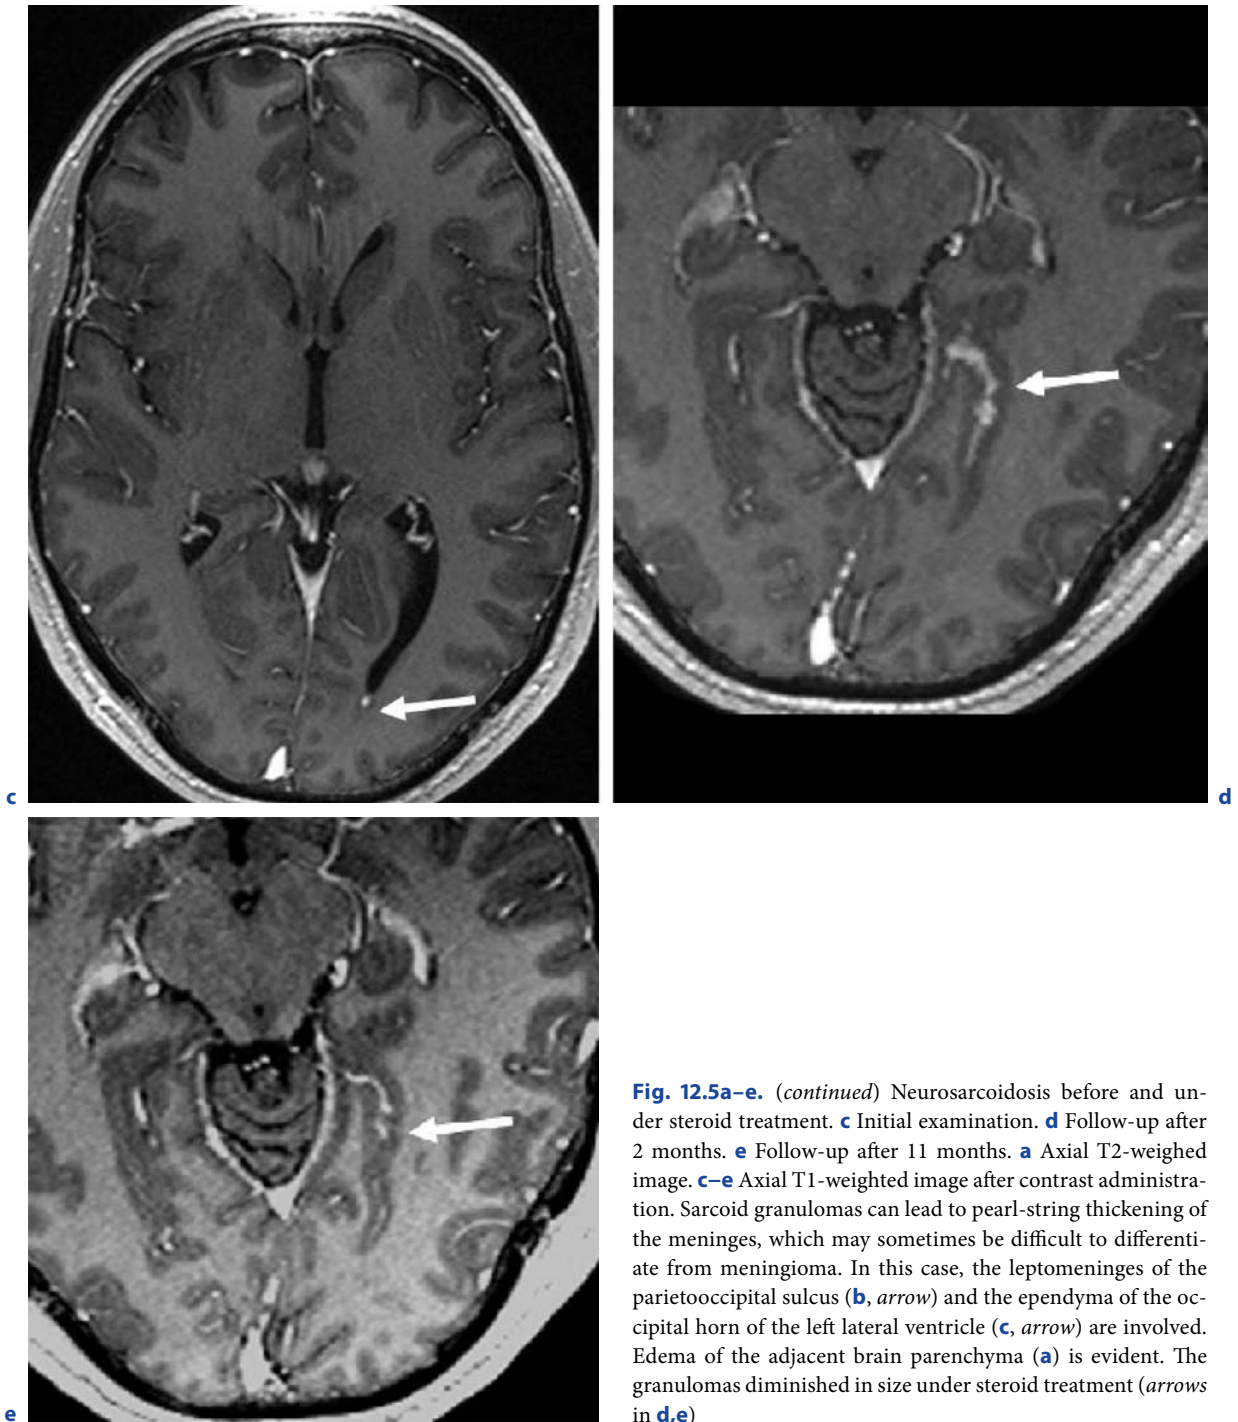 c
d
e
Fig. 12.5a–e. (continued) Neurosarcoidosis before and un-
der steroid treatment. c Initial examination. d Follow-up after
2 months. e Follow-up after 11 months. a Axial T2-weighed
image. c–e Axial T1-weighted image after contrast administra-
tion. Sarcoid granulomas can lead to pearl-string thickening of
the meninges, which may sometimes be difficult to differenti-
ate from meningioma. In this case, the leptomeninges of the
parietooccipital sulcus (b, arrow) and the ependyma of the oc-
cipital horn of the left lateral ventricle (c, arrow) are involved.
Edema of the adjacent brain parenchyma (a) is evident. The
granulomas diminished in size under steroid treatment (arrows
in d,e)